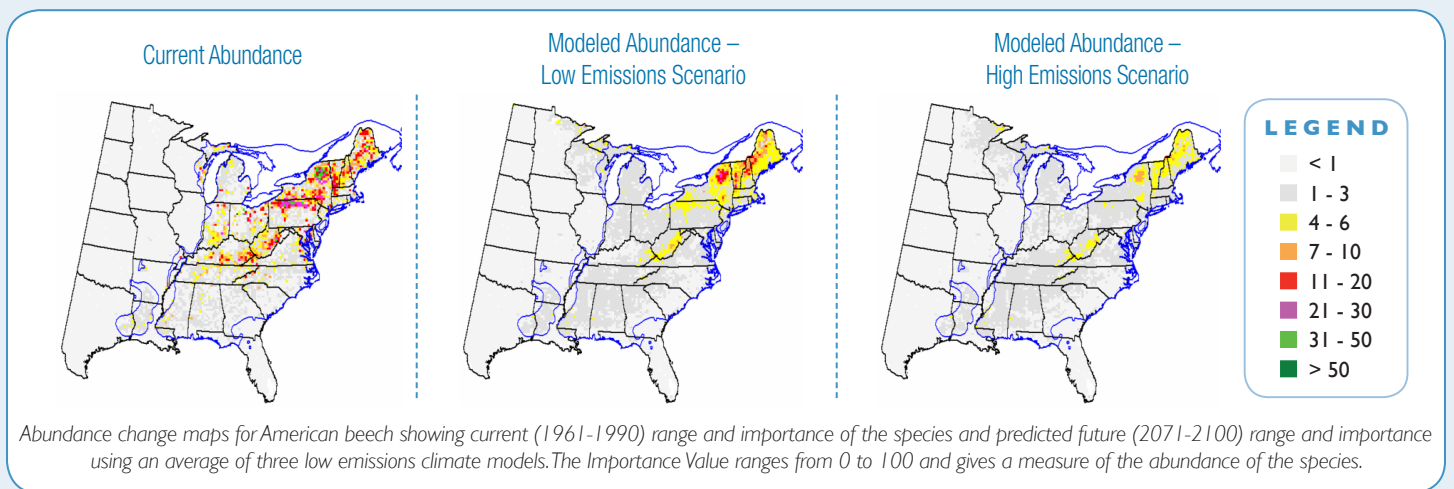 Current Abundance
Modeled Abundance –
Low Emissions Scenario
Modeled Abundance –
High Emissions Scenario
LEGEND
< 1
1 - 3
4 - 6
7 - 10
11 - 20
21 - 30
31 - 50
> 50
Abundance change maps for American beech showing current (1961-1990) range and importance of the species and predicted future (2071-2100) range and importance
using an average of three low emissions climate models. The Importance Value ranges from 0 to 100 and gives a measure of the abundance of the species.